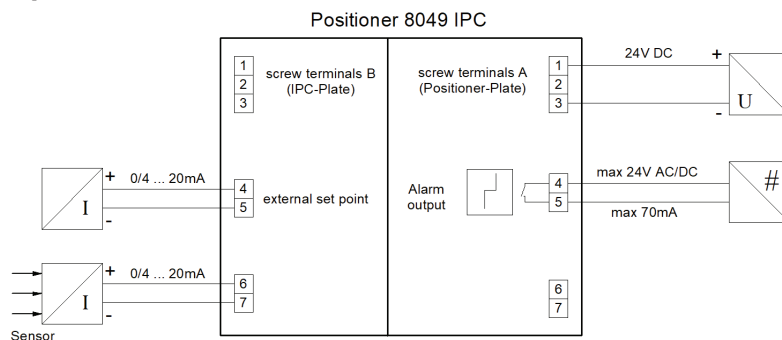 Positioner 8049 IPC
1
2
3
screw terminals B
(IPC-Plate)
screw terminals A
(Positioner-Plate)
1
2
3
24V DC
+
-
U
I
+
-
0/4 ... 20mA
4
5
external set point
Alarm
output
4
5
max 24V AC/DC
max 70mA
#
I
+
-
0/4 ... 20mA
6
7
6
7
Sensor